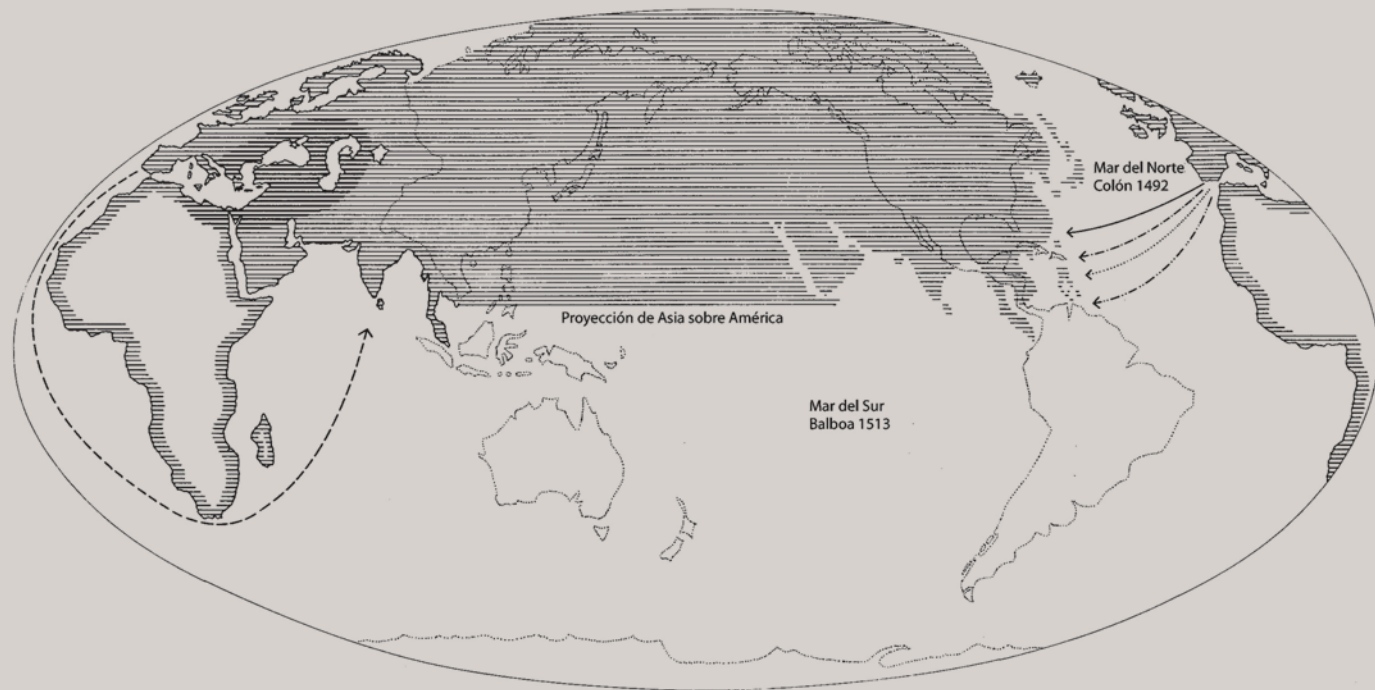 Mar del Norte
Colón 1492
Proyección de Asia sobre América
Mar del Sur
Balboa 1513